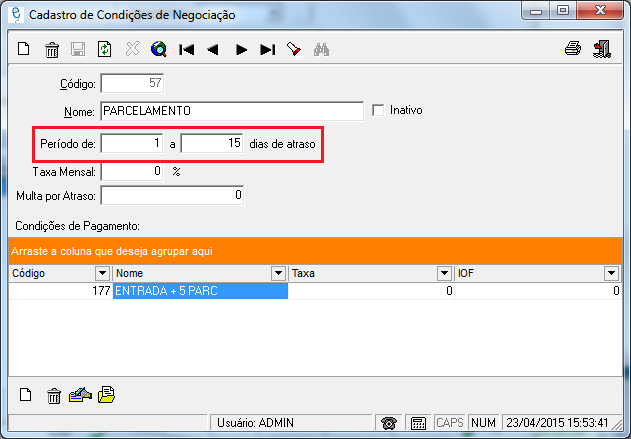 Cadastro de Condições de Negociação
Código: 57
Nome: PARCELAMENTO Inativo
Período de: 1 a 15 dias de atraso
Taxa Mensal: 0 %
Multa por Atraso: 0
Condições de Pagamento:
Arraste a coluna que deseja agrupar aqui
Código Nome Taxa IOF
177 ENTRADA + 5 PARC 0 0
Usuário: ADMIN CAPS NUM 23/04/2015 15:53:41